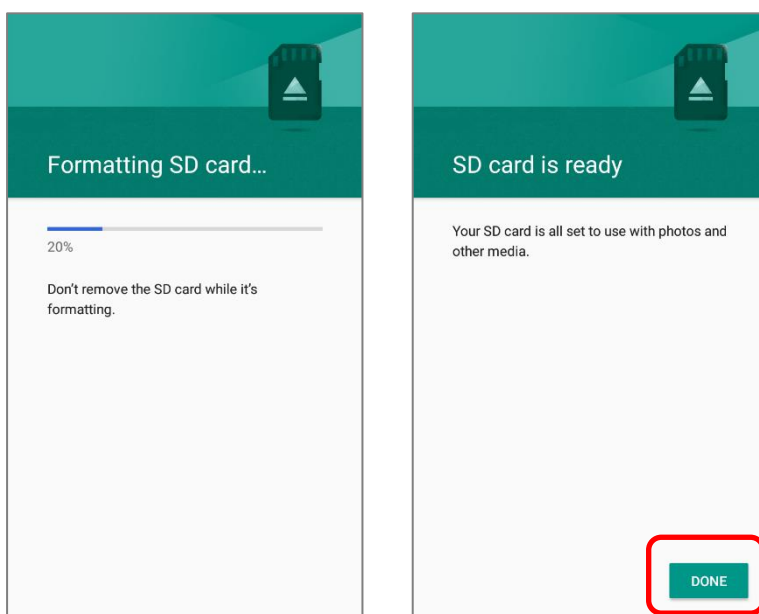 Formatting SD card...
20%
Don't remove the SD card while it's
formatting.
SD card is ready
Your SD card is all set to use with photos and
other media.
DONE